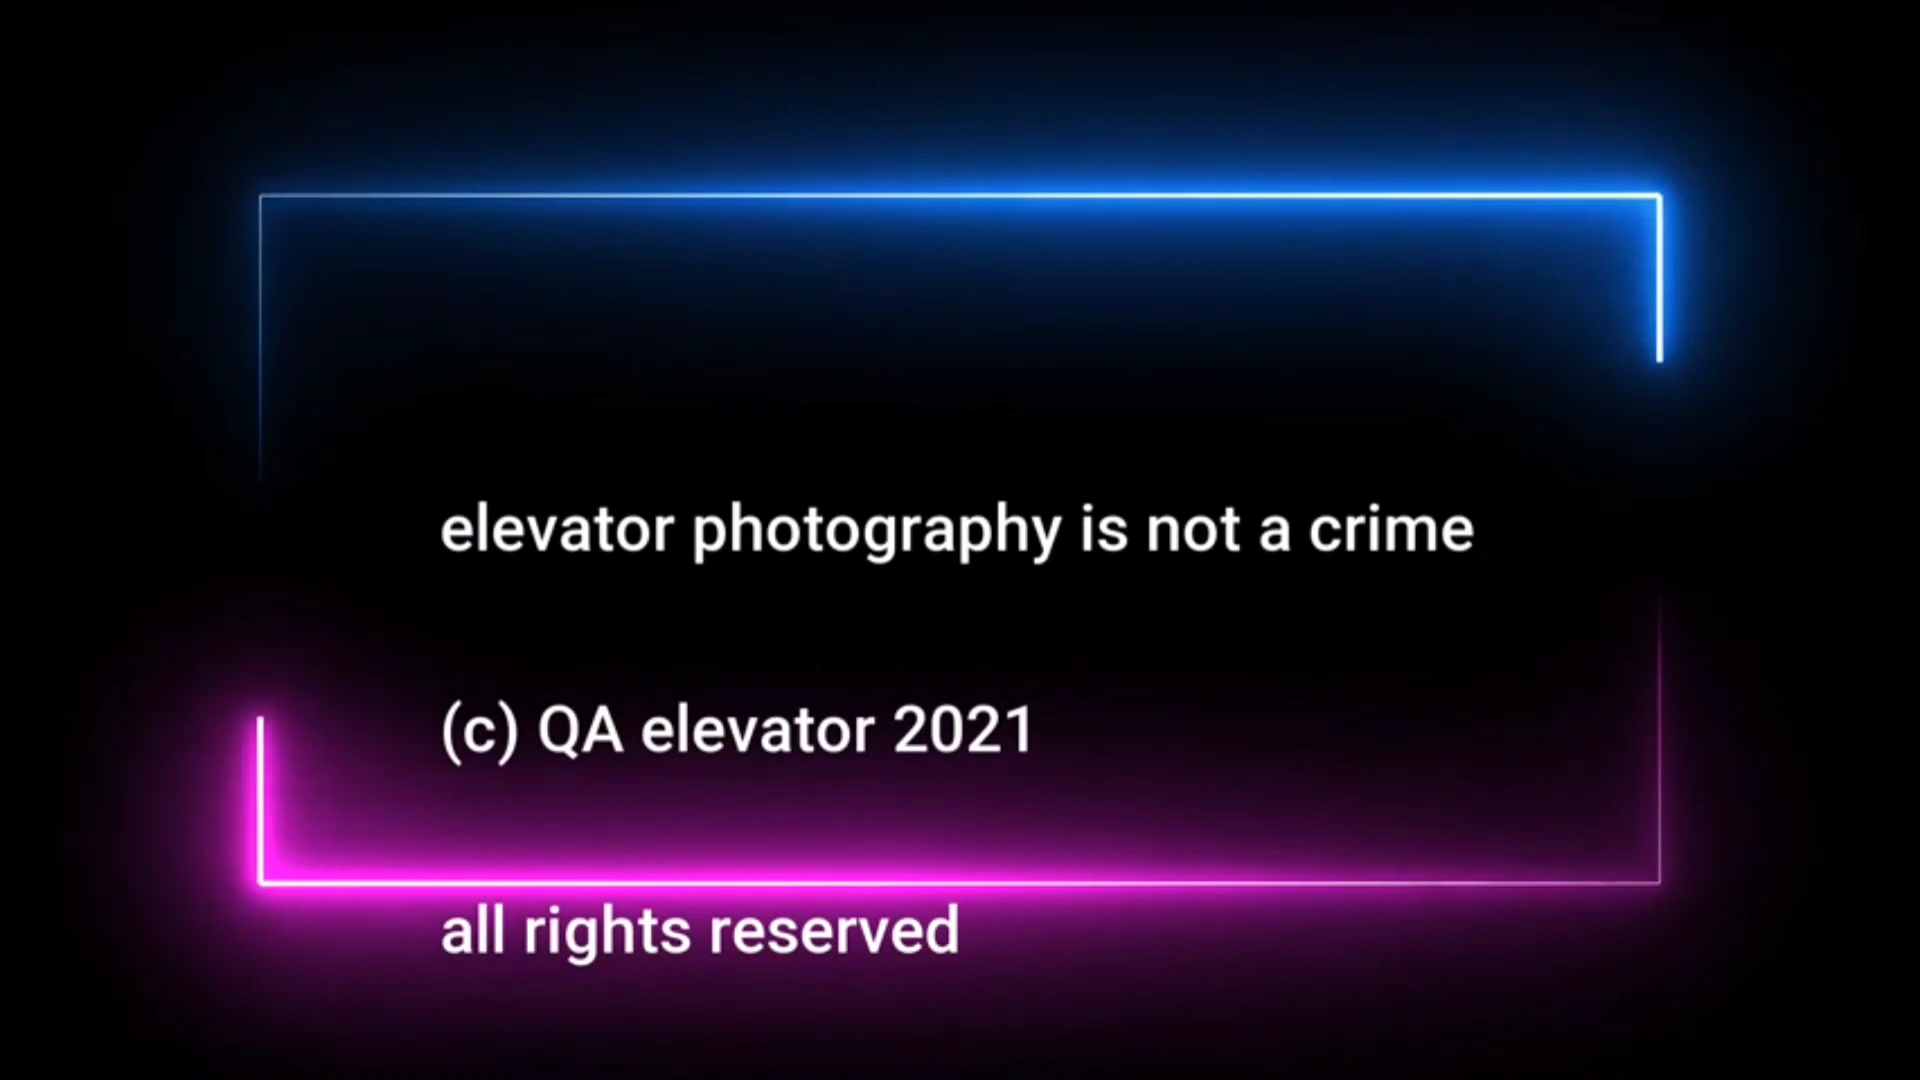 elevator photography is not a crime
(c) QA elevator 2021
all rights reserved